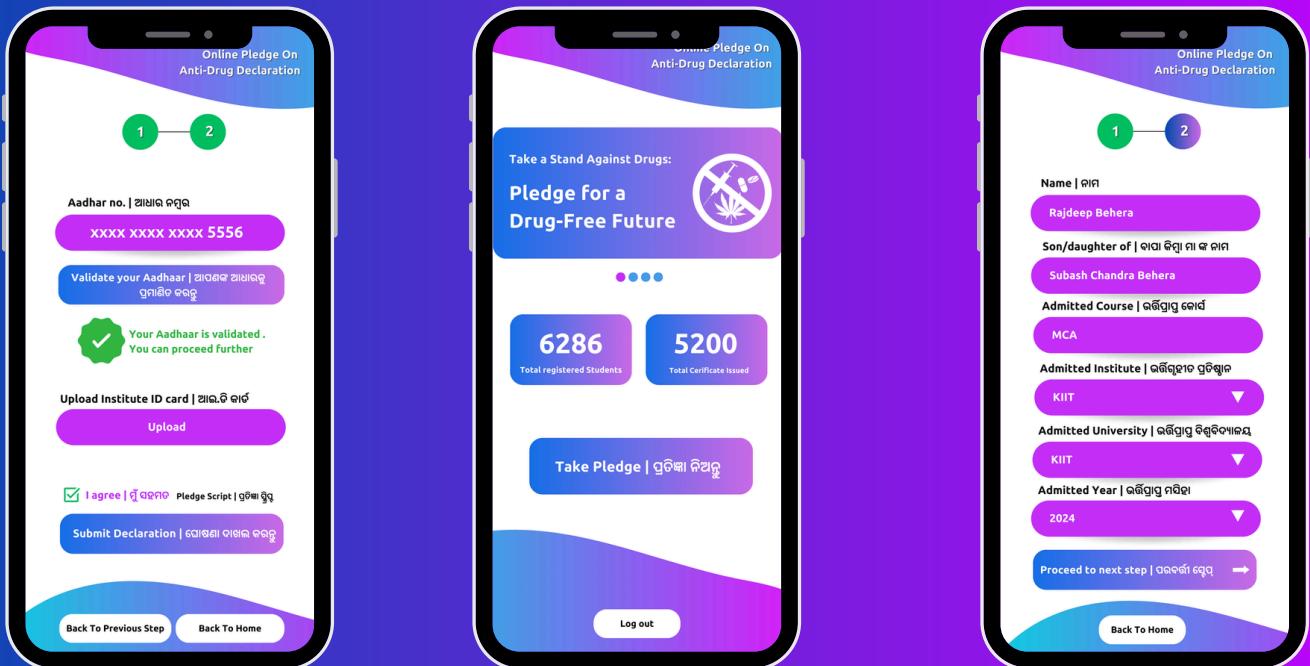 Online Pledge On
Anti-Drug Declaration
1
2
Aadhar no. | ଆଧାର ନମ୍ବର
xxxx xxxx xxxx 5556
Validate your Aadhaar | ଆପଣଙ୍କ ଆଧାରକୁ
ପ୍ରମାଣିତ କରନ୍ତୁ
Your Aadhaar is validated .
You can proceed further
Upload Institute ID card | ଆଇ.ଡି କାର୍ଡ
Upload
I agree | ମୁଁ ସହମତ Pledge Script | ପ୍ରତିଜ୍ଞା ସ୍କ୍ରିପ୍ଟ
Submit Declaration | ଘୋଷଣା ଦାଖଲ କରନ୍ତୁ
Back To Previous Step
Back To Home
Online Pledge On
Anti-Drug Declaration
Take a Stand Against Drugs:
Pledge for a
Drug-Free Future
6286
Total registered Students
5200
Total Cerificate Issued
Take Pledge | ପ୍ରତିଜ୍ଞା ନିଅନ୍ତୁ
Log out
Online Pledge On
Anti-Drug Declaration
1
2
Name | ନାମ
Rajdeep Behera
Son/daughter of | ବାପା କିମ୍ବା ମା ଙ୍କ ନାମ
Subash Chandra Behera
Admitted Course | ଭର୍ତ୍ତିପ୍ରାପ୍ତ କୋର୍ସ
MCA
Admitted Institute | ଭର୍ତ୍ତିଗୃହୀତ ପ୍ରତିଷ୍ଠାନ
KIIT
Admitted University | ଭର୍ତ୍ତିପ୍ରାପ୍ତ ବିଶ୍ୱବିଦ୍ୟାଳୟ
KIIT
Admitted Year | ଭର୍ତ୍ତିପ୍ରାପ୍ତ ମସିହା
2024
Proceed to next step | ପରବର୍ତ୍ତୀ ସ୍ଟେପ୍
Back To Home